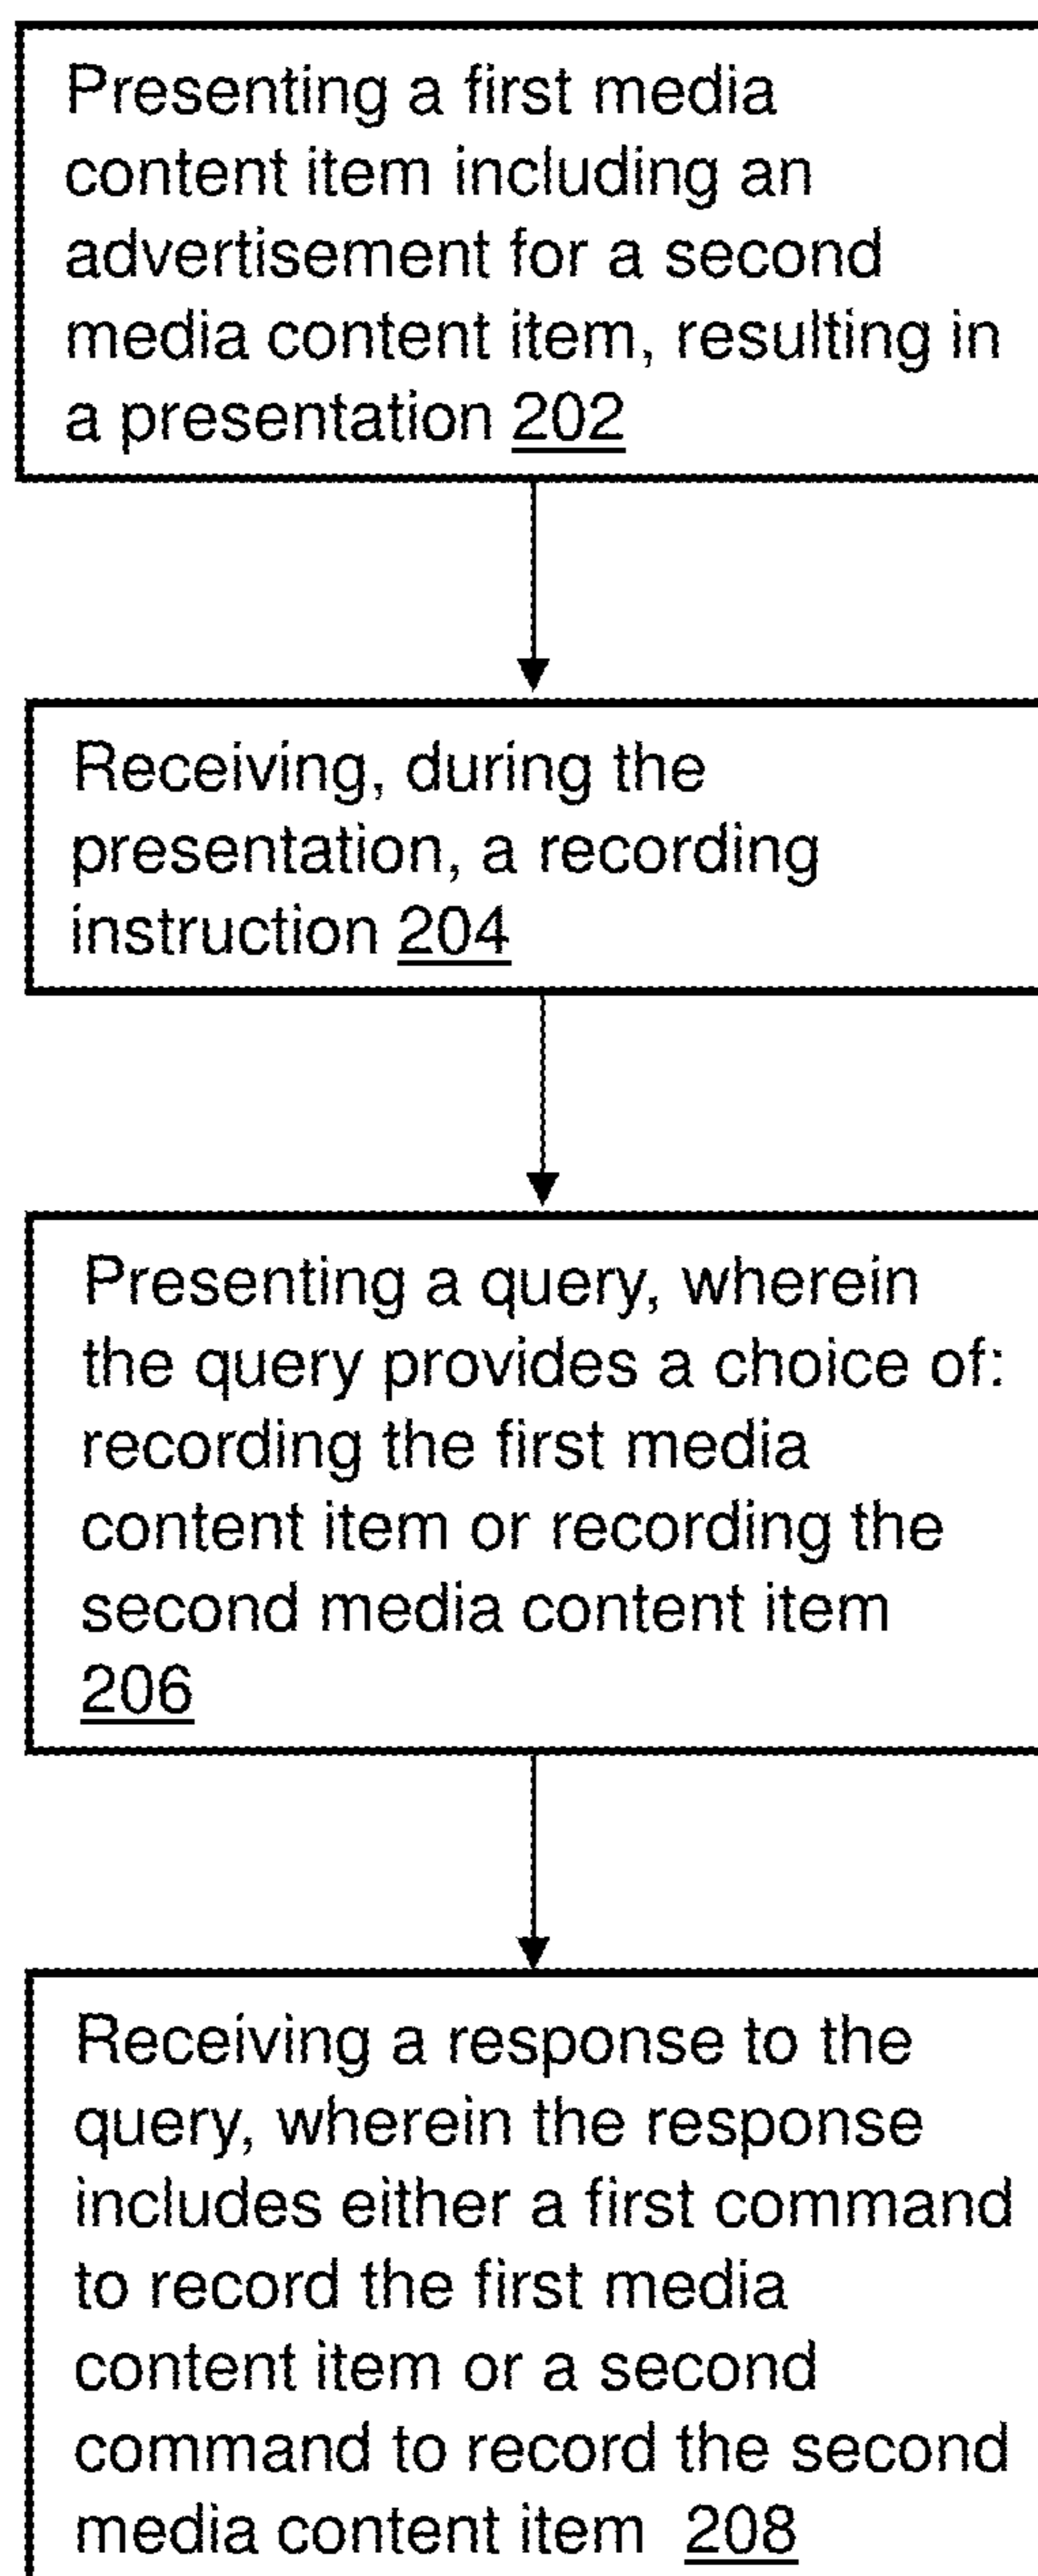 Presenting a first media
content item including an
advertisement for a second
media content item, resulting in
a presentation 202
Receiving, during the
presentation, a recording
instruction 204
Presenting a query, wherein
the query provides a choice of:
recording the first media
content item or recording the
second media content item
206
Receiving a response to the
query, wherein the response
includes either a first command
to record the first media
content item or a second
command to record the second
media content item 208